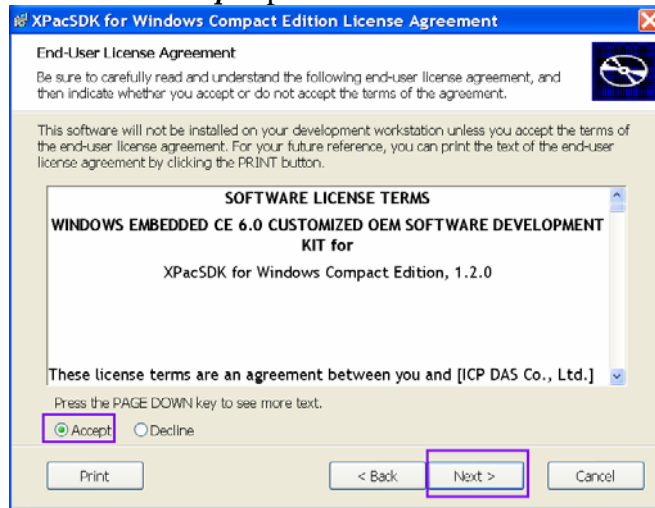 XPacSDK for Windows Compact Edition License Agreement
End-User License Agreement
Be sure to carefully read and understand the following end-user license agreement, and
then indicate whether you accept or do not accept the terms of the agreement.
This software will not be installed on your development workstation unless you accept the terms of
the end-user license agreement. For your future reference, you can print the text of the end-user
license agreement by clicking the PRINT button.
SOFTWARE LICENSE TERMS
WINDOWS EMBEDDED CE 6.0 CUSTOMIZED OEM SOFTWARE DEVELOPMENT
KIT for
XPacSDK for Windows Compact Edition, 1.2.0
These license terms are an agreement between you and [ICP DAS Co., Ltd.]
Press the PAGE DOWN key to see more text.
Accept Decline
Print < Back Next > Cancel